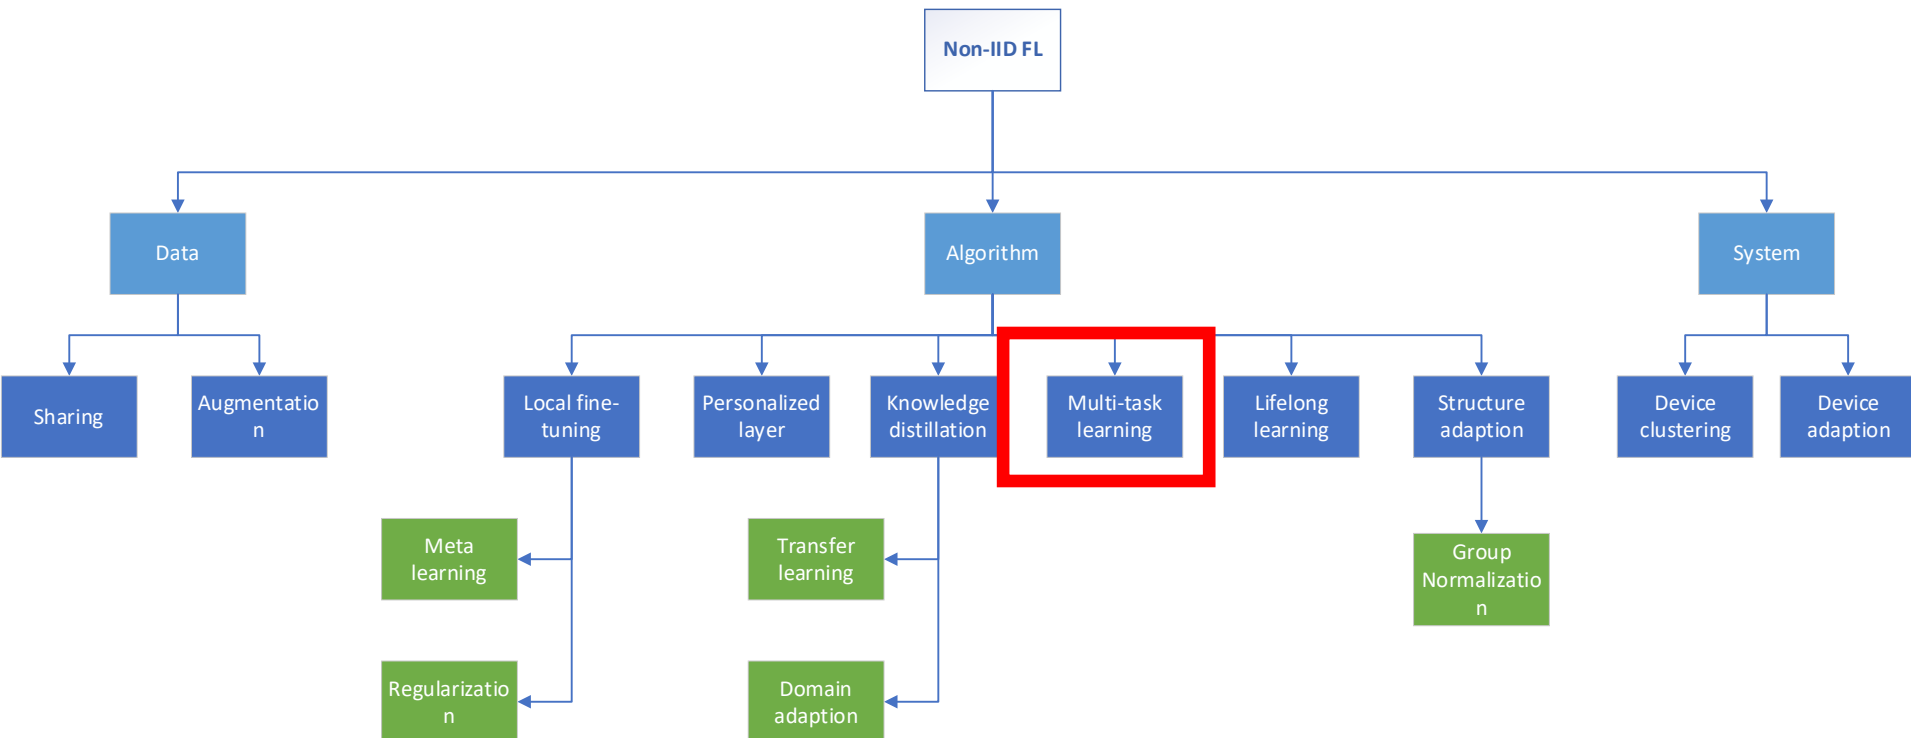 Non-IID FL
Data
Algorithm
System
Sharing
Augmentatio
n
Local fine-
tuning
Personalized
layer
Knowledge
distillation
Multi-task
learning
Lifelong
learning
Structure
adaption
Device
clustering
Device
adaption
Meta
learning
Transfer
learning
Group
Normalizatio
n
Regularizatio
n
Domain
adaption